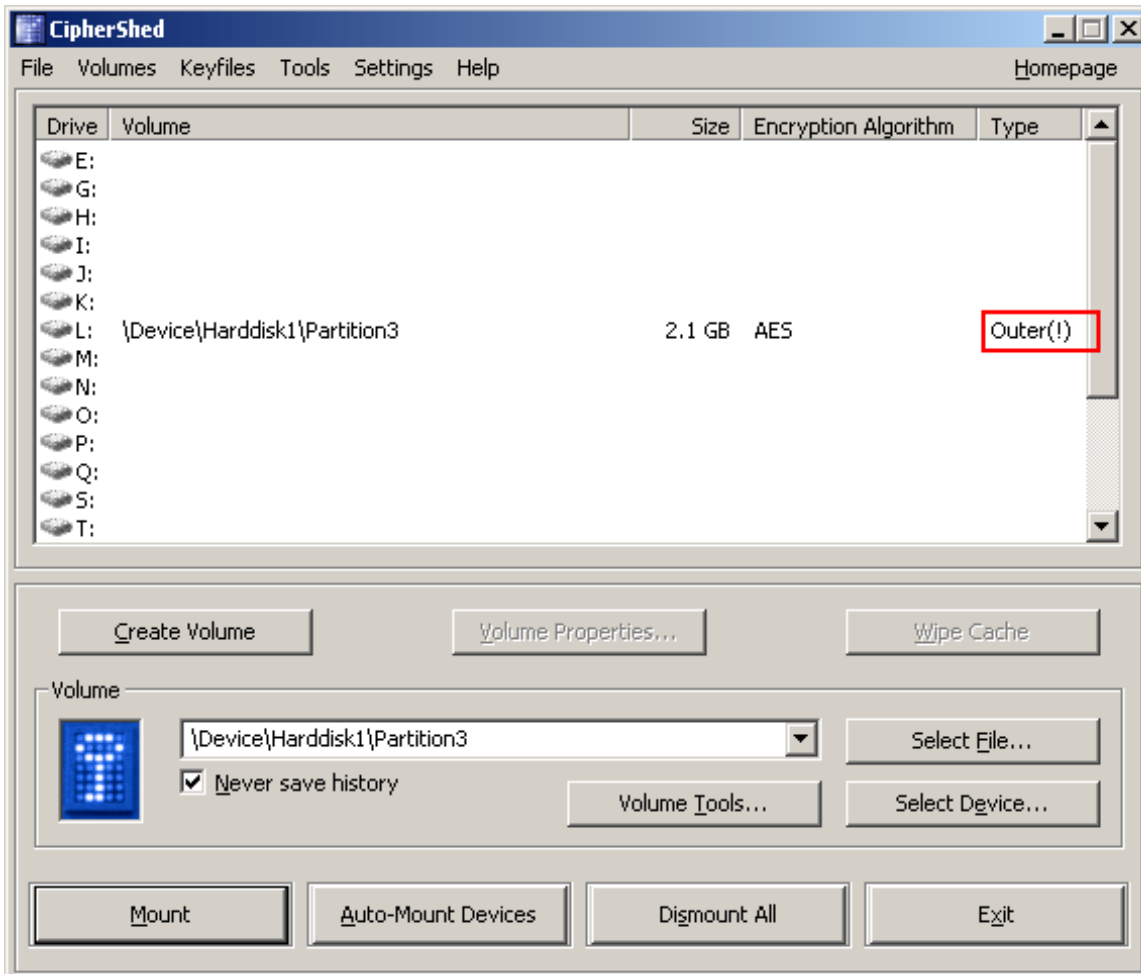 CipherShed
File Volumes Keyfiles Tools Settings Help Homepage
Drive Volume Size Encryption Algorithm Type
E:
G:
H:
I:
J:
K:
L: \Device\Harddisk1\Partition3 2.1 GB AES Outer(!)
M:
N:
O:
P:
Q:
S:
T:
Create Volume Volume Properties... Wipe Cache
Volume
\Device\Harddisk1\Partition3 Select File...
Never save history
Volume Tools... Select Device...
Mount Auto-Mount Devices Dismount All Exit